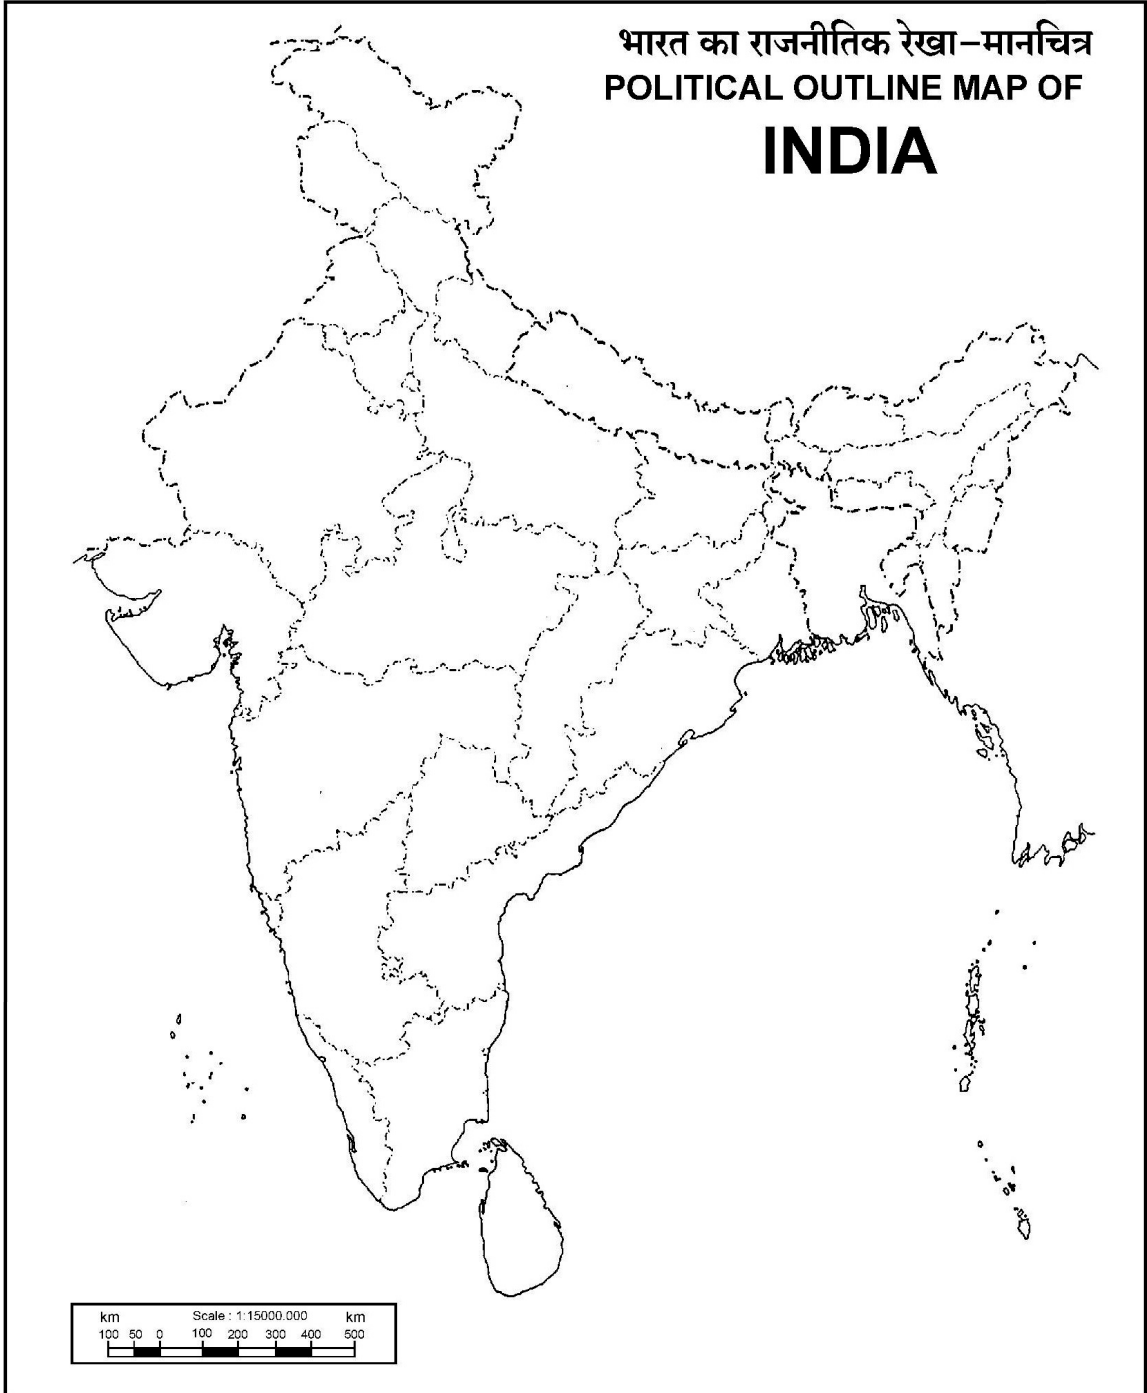 भारत का राजनीतिक रेखा–मानचित्र
POLITICAL OUTLINE MAP OF
INDIA
km Scale : 1:15000.000 km
100 50 0 100 200 300 400 500